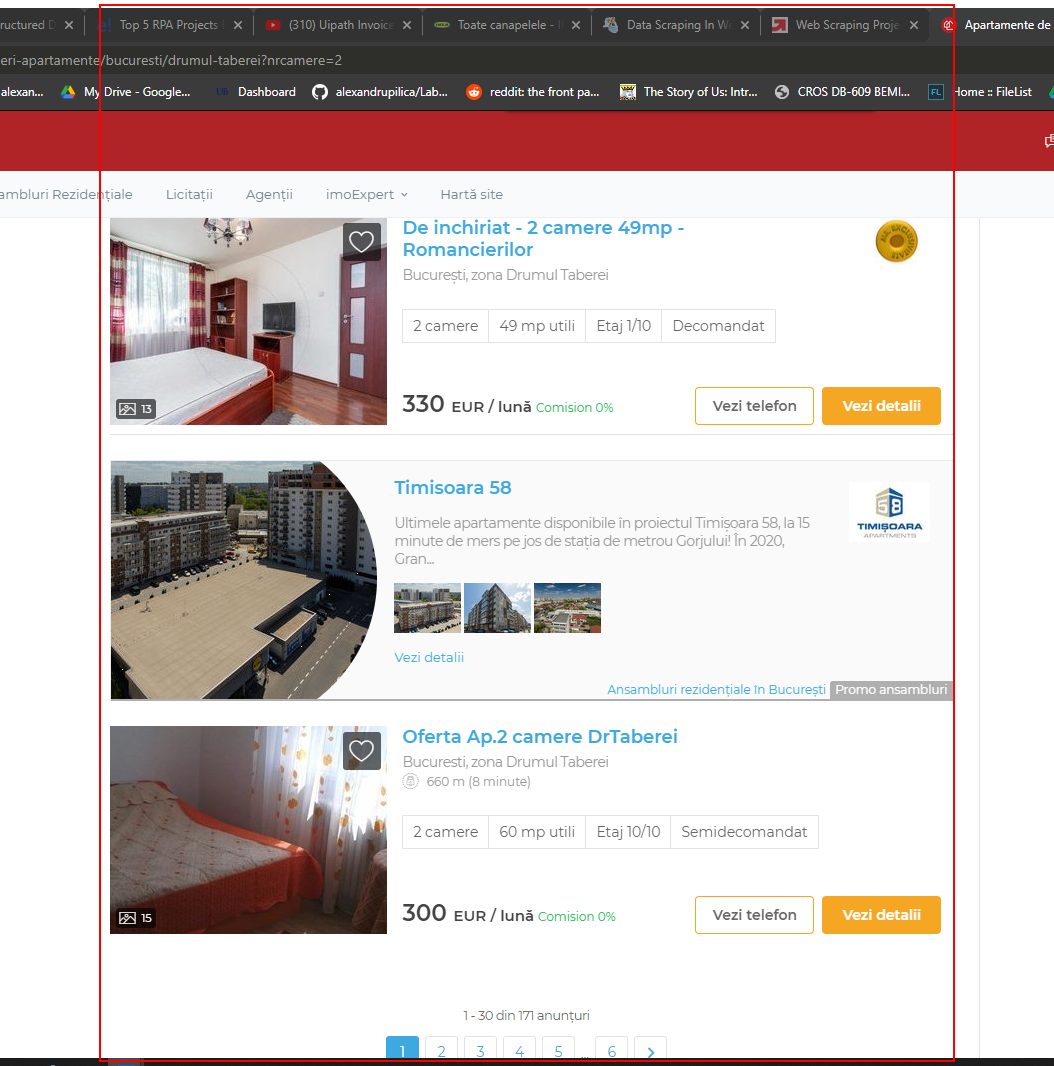 ructured D
Top 5 RPA Projects
(310) Uipath Invoice
Toate canapelele -
Data Scraping In W
Web Scraping Proje
Apartamente de
eri-apartamente/bucuresti/drumul-taberei?nrcamere=2
alexan...
My Drive - Google...
UB
Dashboard
alexandrupilica/Lab...
reddit: the front pa...
The Story of Us: Intr...
CROS DB-609 BEMI...
FL
Home :: FileList
ambluri Rezidențiale
Licitații
Agenții
imoExpert
Hartă site
De inchiriat - 2 camere 49mp -
Romancierilor
București, zona Drumul Taberei
2 camere
49 mp utili
Etaj 1/10
Decomandat
13
330 EUR / lună Comision 0%
Vezi telefon
Vezi detalii
Timisoara 58
Ultimele apartamente disponibile în proiectul Timișoara 58, la 15
minute de mers pe jos de stația de metrou Gorjului! În 2020,
Gran...
58
TIMIȘOARA
APARTMENTS
Vezi detalii
Ansambluri rezidențiale în București
Promo ansambluri
Oferta Ap.2 camere DrTaberei
Bucuresti, zona Drumul Taberei
660 m (8 minute)
2 camere
60 mp utili
Etaj 10/10
Semidecomandat
15
300 EUR / lună Comision 0%
Vezi telefon
Vezi detalii
1 - 30 din 171 anunțuri
1 2 3 4 5 ... 6